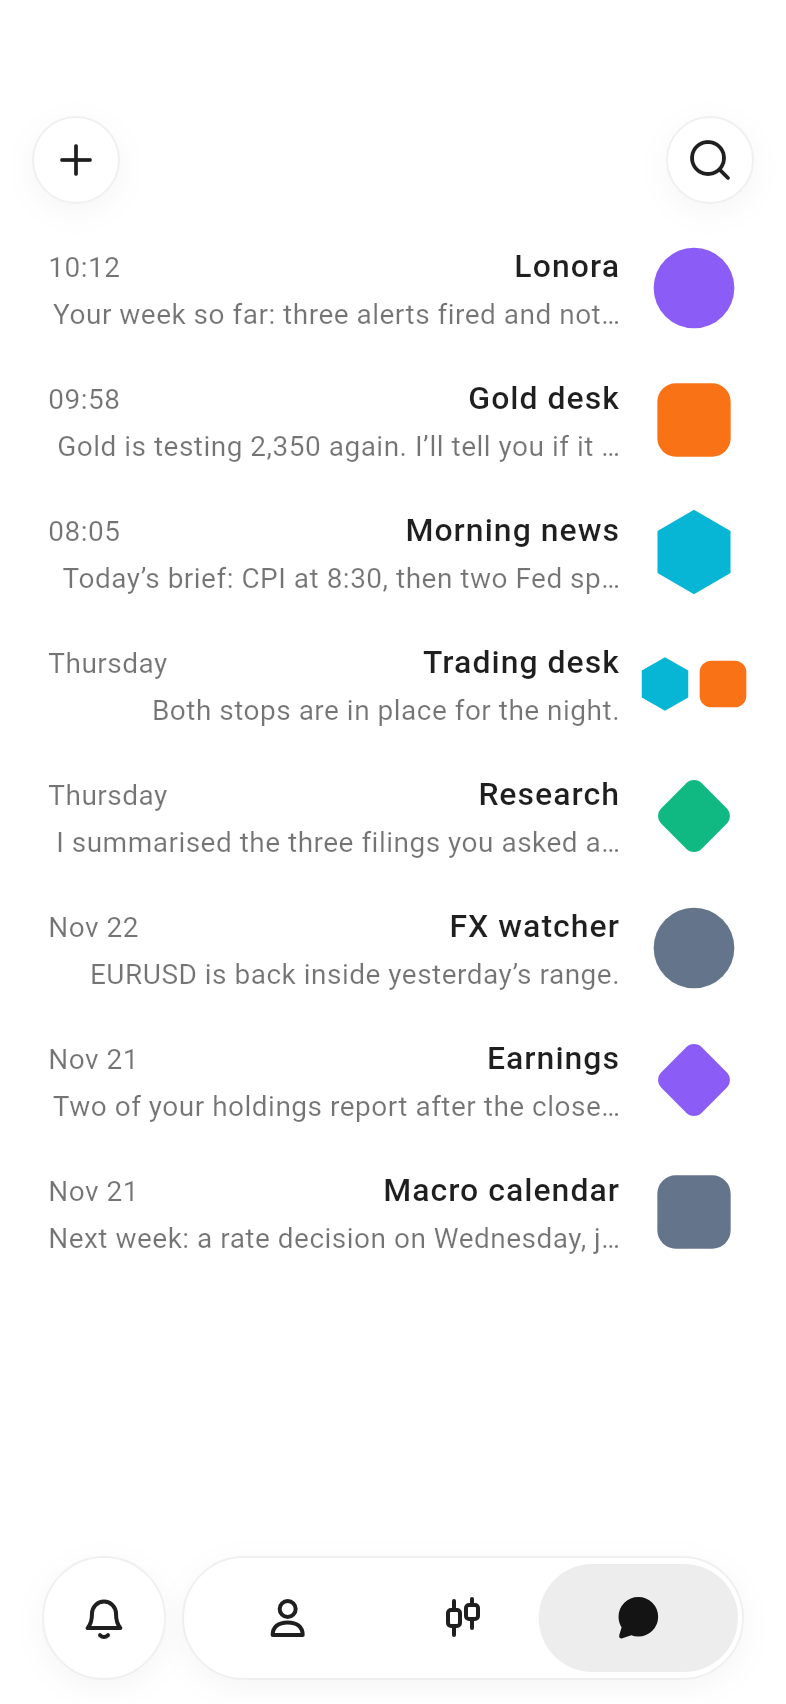 10:12 Lonora
Your week so far: three alerts fired and not…
09:58 Gold desk
Gold is testing 2,350 again. I’ll tell you if it …
08:05 Morning news
Today’s brief: CPI at 8:30, then two Fed sp…
Thursday Trading desk
Both stops are in place for the night.
Thursday Research
I summarised the three filings you asked a…
Nov 22 FX watcher
EURUSD is back inside yesterday’s range.
Nov 21 Earnings
Two of your holdings report after the close…
Nov 21 Macro calendar
Next week: a rate decision on Wednesday, j…